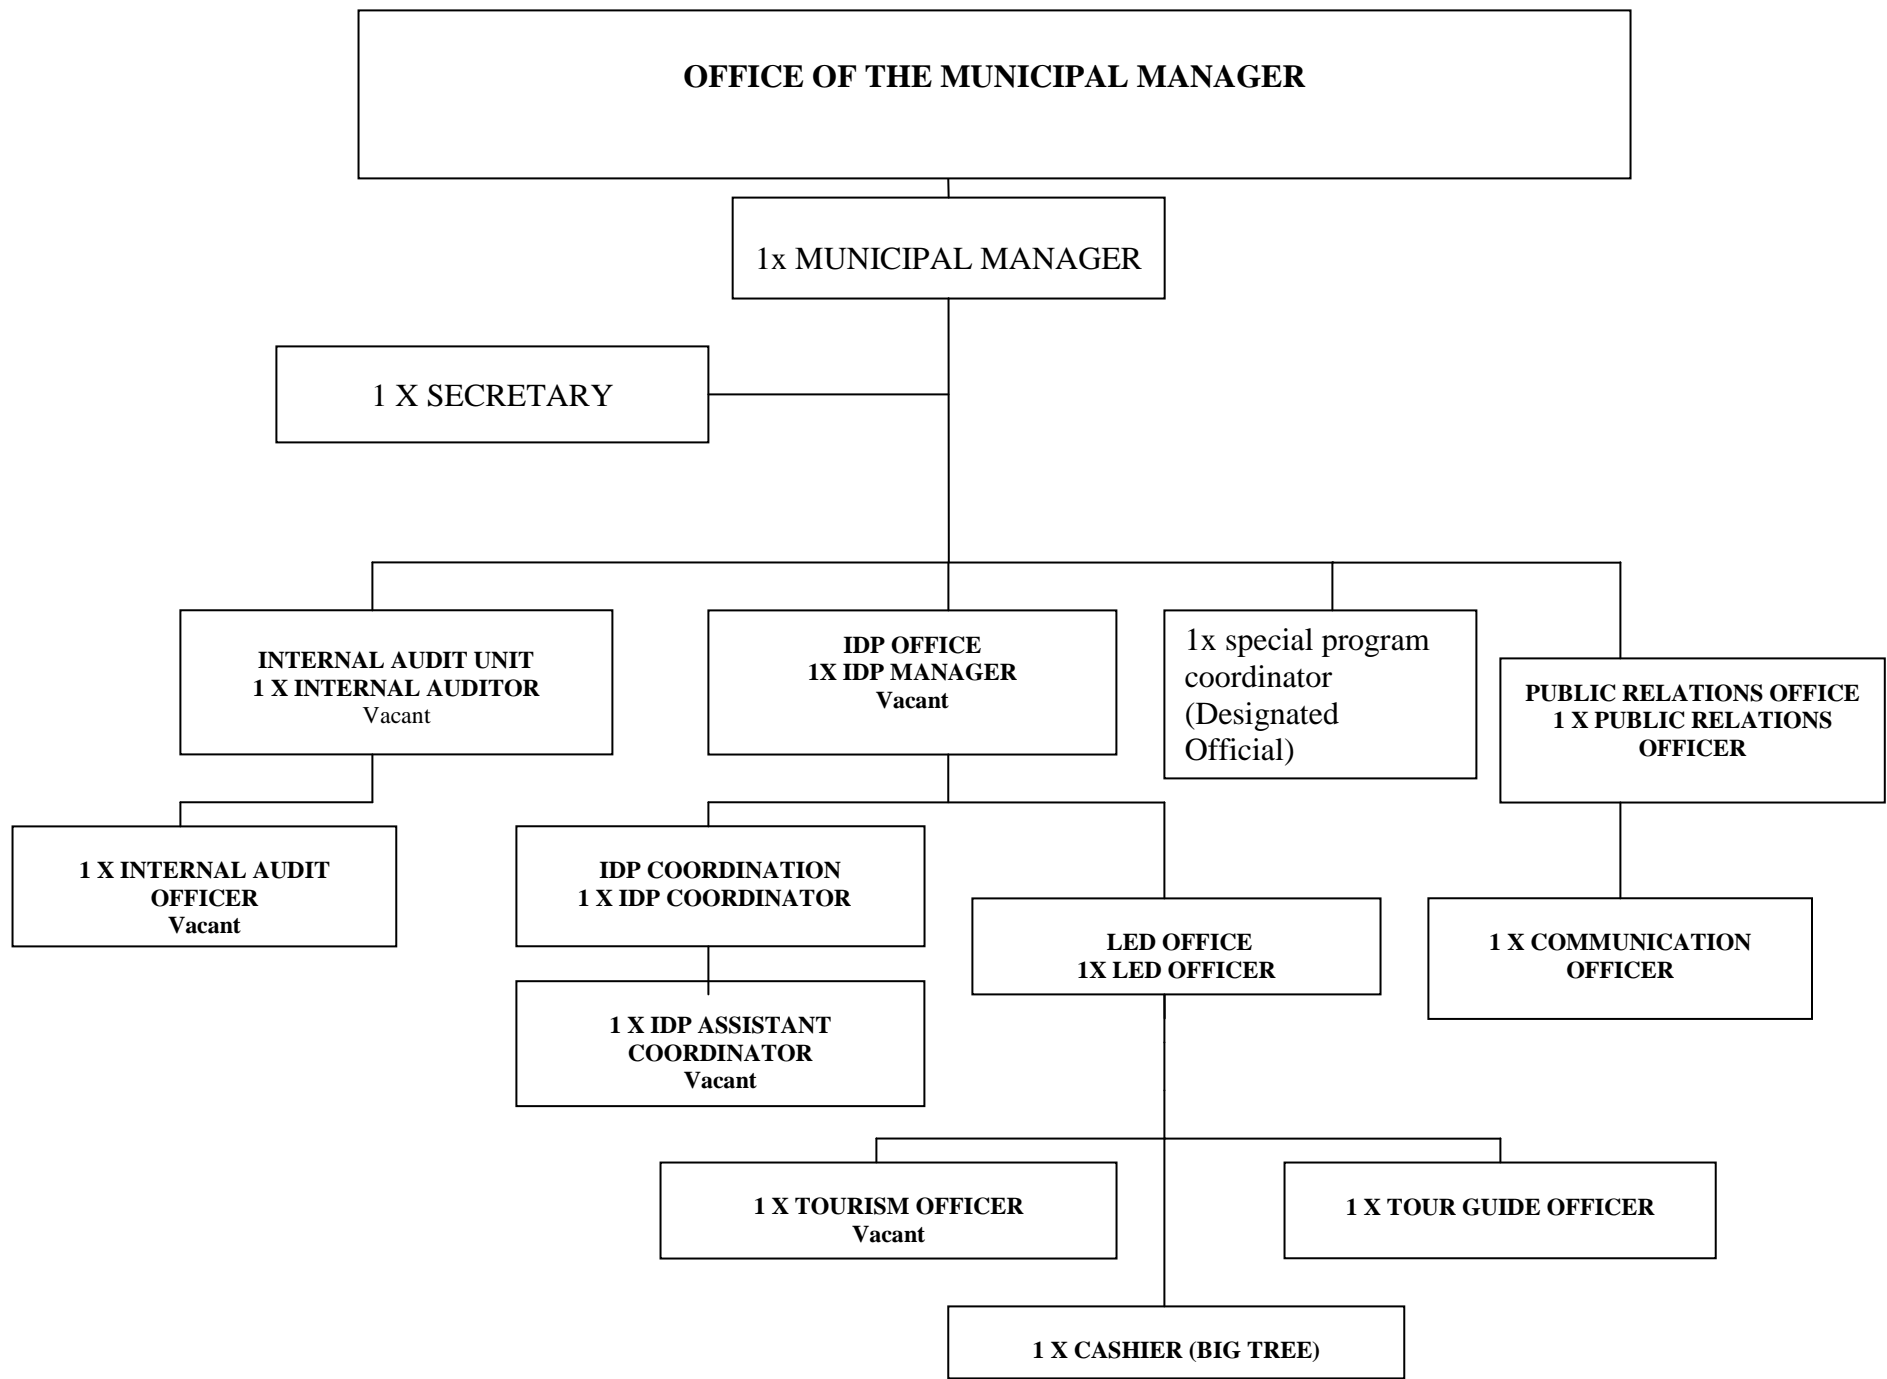 OFFICE OF THE MUNICIPAL MANAGER
1x MUNICIPAL MANAGER
1 X SECRETARY
INTERNAL AUDIT UNIT
1 X INTERNAL AUDITOR
Vacant
IDP OFFICE
1X IDP MANAGER
Vacant
1x special program
coordinator
(Designated
Official)
PUBLIC RELATIONS OFFICE
1 X PUBLIC RELATIONS
OFFICER
1 X INTERNAL AUDIT
OFFICER
Vacant
IDP COORDINATION
1 X IDP COORDINATOR
LED OFFICE
1X LED OFFICER
1 X COMMUNICATION
OFFICER
1 X IDP ASSISTANT
COORDINATOR
Vacant
1 X TOURISM OFFICER
Vacant
1 X TOUR GUIDE OFFICER
1 X CASHIER (BIG TREE)